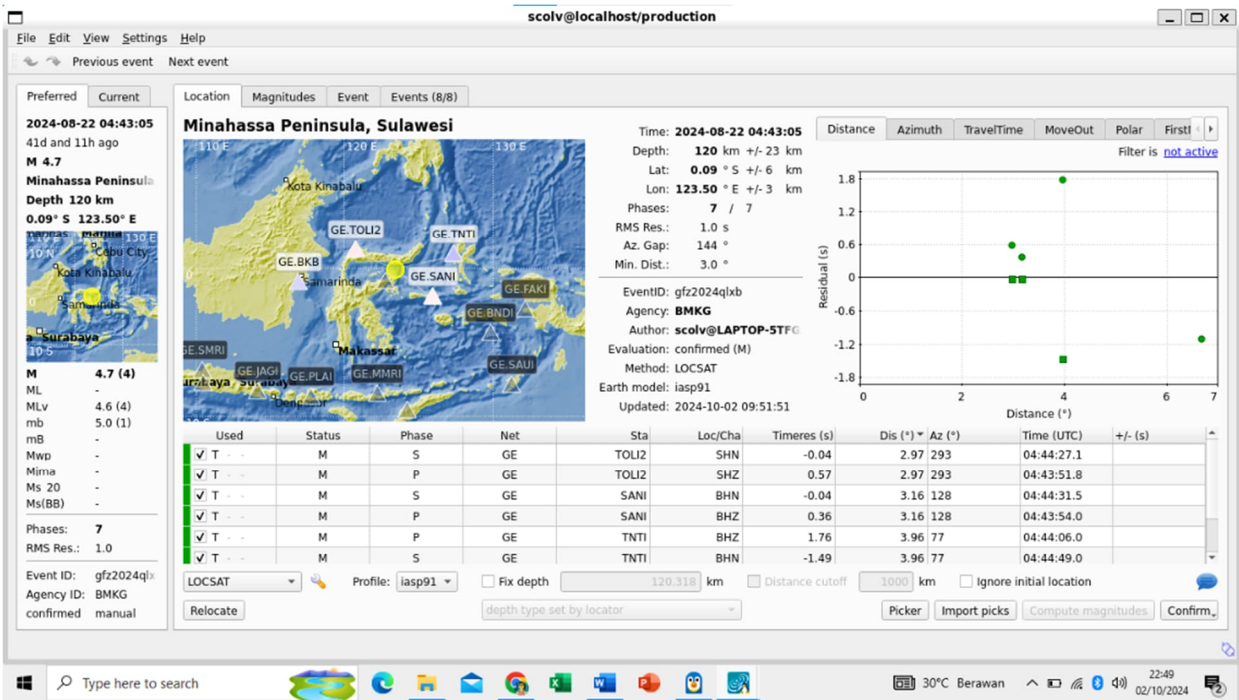 scolv@localhost/production
File Edit View Settings Help
Previous event Next event
Preferred Current
2024-08-22 04:43:05
41d and 11h ago
M 4.7
Minahassa Peninsula
Depth 120 km
0.09° S 123.50° E
110 E 130 E
Cebu City
10 N
Kota Kinabalu
0
Samarinda
Surabaya
10 S
M 4.7 (4)
ML -
MLv 4.6 (4)
mb 5.0 (1)
mB -
Mwp -
Mjma -
Ms 20 -
Ms(BB) -
Phases: 7
RMS Res.: 1.0
Event ID: gfz2024qlx
Agency ID: BMKG
confirmed manual
Location Magnitudes Event Events (8/8)
Minahassa Peninsula, Sulawesi
110 E 120 E 130 E
Kota Kinabalu
GE.TOLI2
GE.TNTI
GE.BKB
GE.SANI
0
Samarinda
GE.FAKI
GE.BNDI
Makassar
GE.SMRI
GE.JAGI
GE.PLAI
GE.MMRI
GE.SAUI
Denpasar
Time: 2024-08-22 04:43:05
Depth: 120 km +/- 23 km
Lat: 0.09 ° S +/- 6 km
Lon: 123.50 ° E +/- 3 km
Phases: 7 / 7
RMS Res.: 1.0 s
Az. Gap: 144 °
Min. Dist.: 3.0 °
EventID: gfz2024qlxb
Agency: BMKG
Author: scolv@LAPTOP-5TFG
Evaluation: confirmed (M)
Method: LOCSAT
Earth model: iasp91
Updated: 2024-10-02 09:51:51
Distance Azimuth TravelTime MoveOut Polar First
Filter is not active
Residual (s)
1.8
1.2
0.6
0
-0.6
-1.2
-1.8
0 2 4 6 7
Distance (°)
Used Status Phase Net Sta Loc/Cha Timeres (s) Dis (°) Az (°) Time (UTC) +/- (s)
T - - M S GE TOLI2 SHN -0.04 2.97 293 04:44:27.1
T - - M P GE TOLI2 SHZ 0.57 2.97 293 04:43:51.8
T - - M S GE SANI BHN -0.04 3.16 128 04:44:31.5
T - - M P GE SANI BHZ 0.36 3.16 128 04:43:54.0
T - - M P GE TNTI BHZ 1.76 3.96 77 04:44:06.0
T - - M S GE TNTI BHN -1.49 3.96 77 04:44:49.0
LOCSAT Profile: iasp91 Fix depth 120.318 km Distance cutoff 1000 km Ignore initial location
Relocate depth type set by locator Picker Import picks Compute magnitudes Confirm
Type here to search
30°C Berawan
22:49
02/10/2024
2